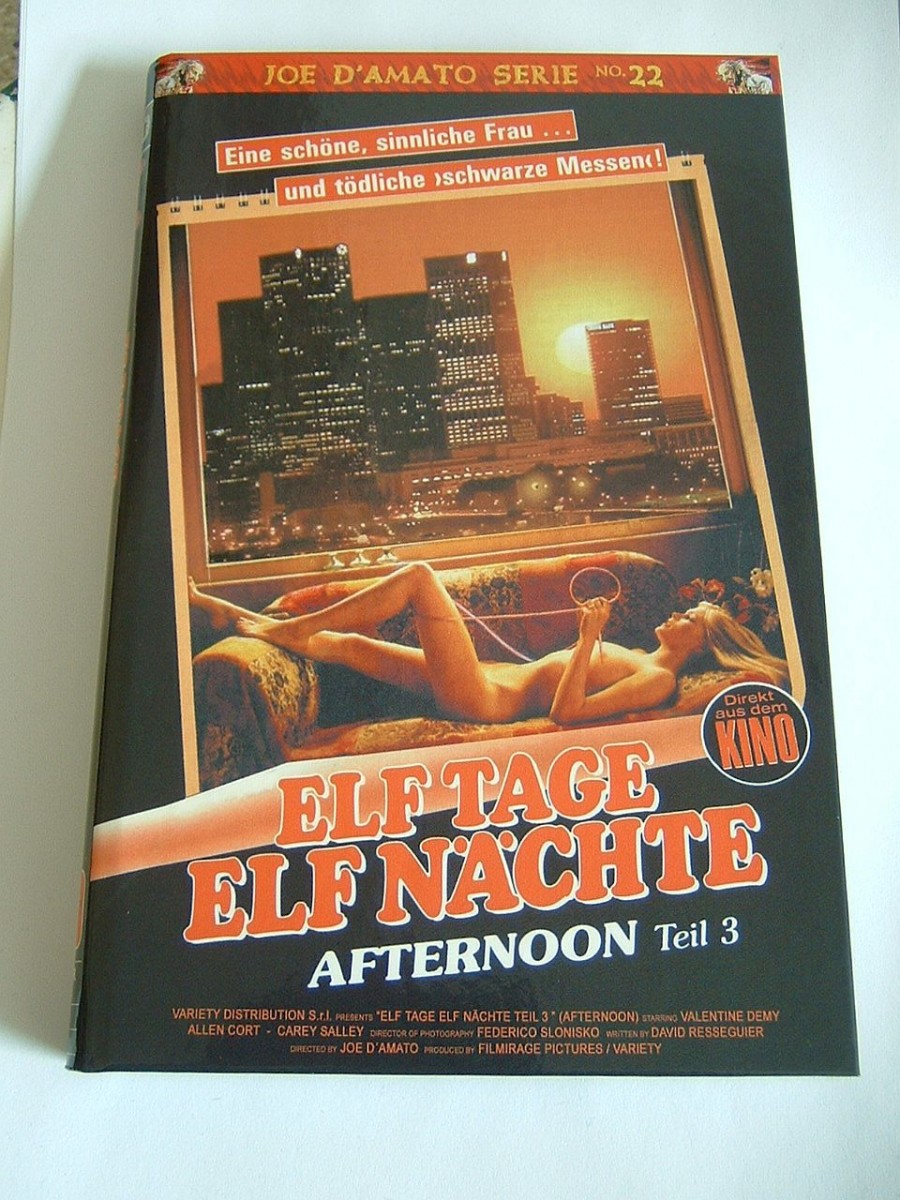 JOE D'AMATO SERIE NO. 22
Eine schöne, sinnliche Frau ...
und tödliche ›schwarze Messen‹!
Direkt
aus dem
KINO
ELF TAGE
ELF NÄCHTE
AFTERNOON Teil 3
VARIETY DISTRIBUTION S.r.l. PRESENTS "ELF TAGE ELF NÄCHTE TEIL 3 " (AFTERNOON) STARRING VALENTINE DEMY
ALLEN CORT - CAREY SALLEY DIRECTOR OF PHOTOGRAPHY FEDERICO SLONISKO WRITTEN BY DAVID RESSEGUIER
DIRECTED BY JOE D'AMATO PRODUCED BY FILMIRAGE PICTURES / VARIETY